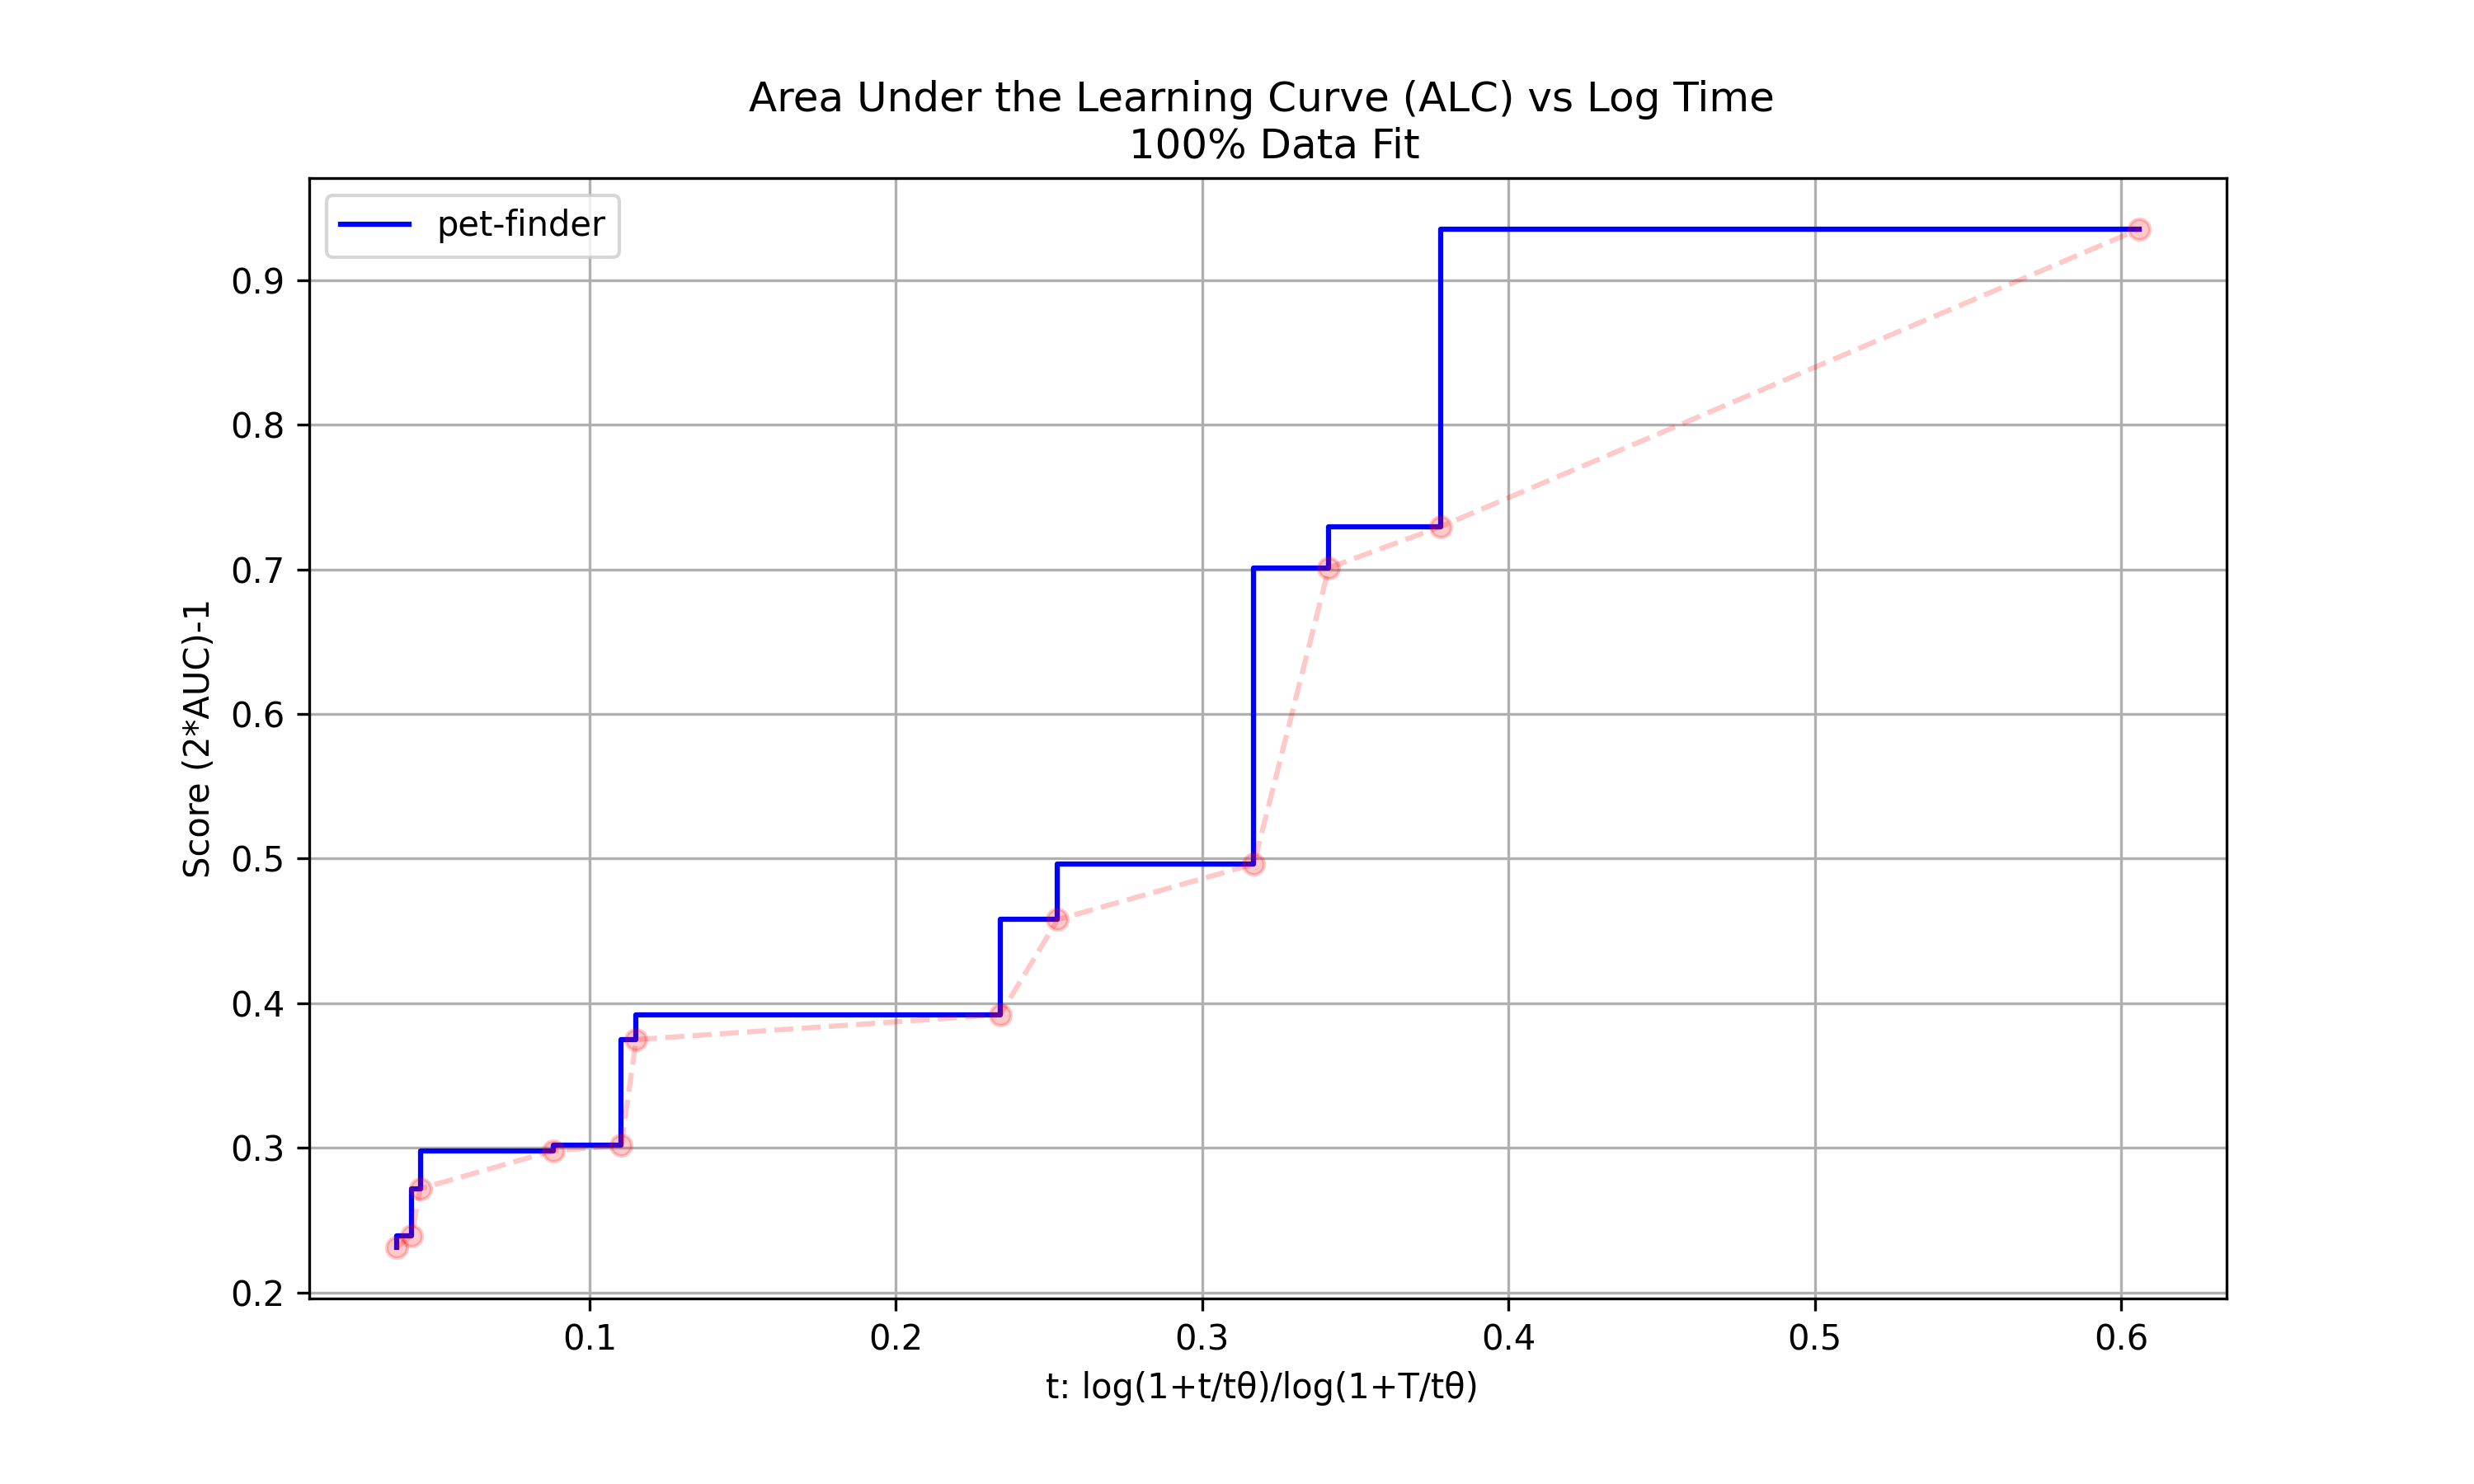 Area Under the Learning Curve (ALC) vs Log Time
100% Data Fit
pet-finder
Score (2*AUC)-1
0.9
0.8
0.7
0.6
0.5
0.4
0.3
0.2
0.1
0.2
0.3
0.4
0.5
0.6
t: log(1+t/tθ)/log(1+T/tθ)